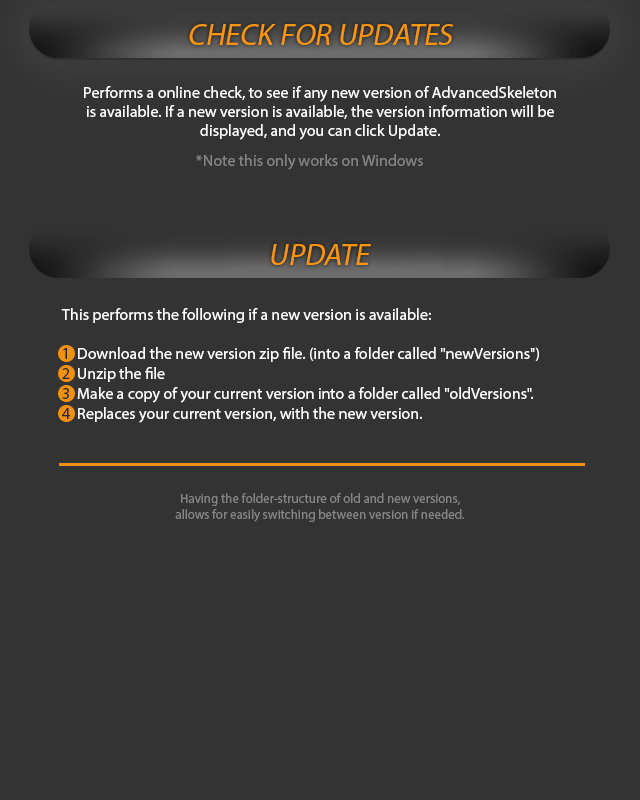 CHECK FOR UPDATES
Performs a online check, to see if any new version of AdvancedSkeleton
is available. If a new version is available, the version information will be
displayed, and you can click Update.
*Note this only works on Windows
UPDATE
This performs the following if a new version is available:
1 Download the new version zip file. (into a folder called "newVersions")
2 Unzip the file
3 Make a copy of your current version into a folder called "oldVersions".
4 Replaces your current version, with the new version.
Having the folder-structure of old and new versions,
allows for easily switching between version if needed.